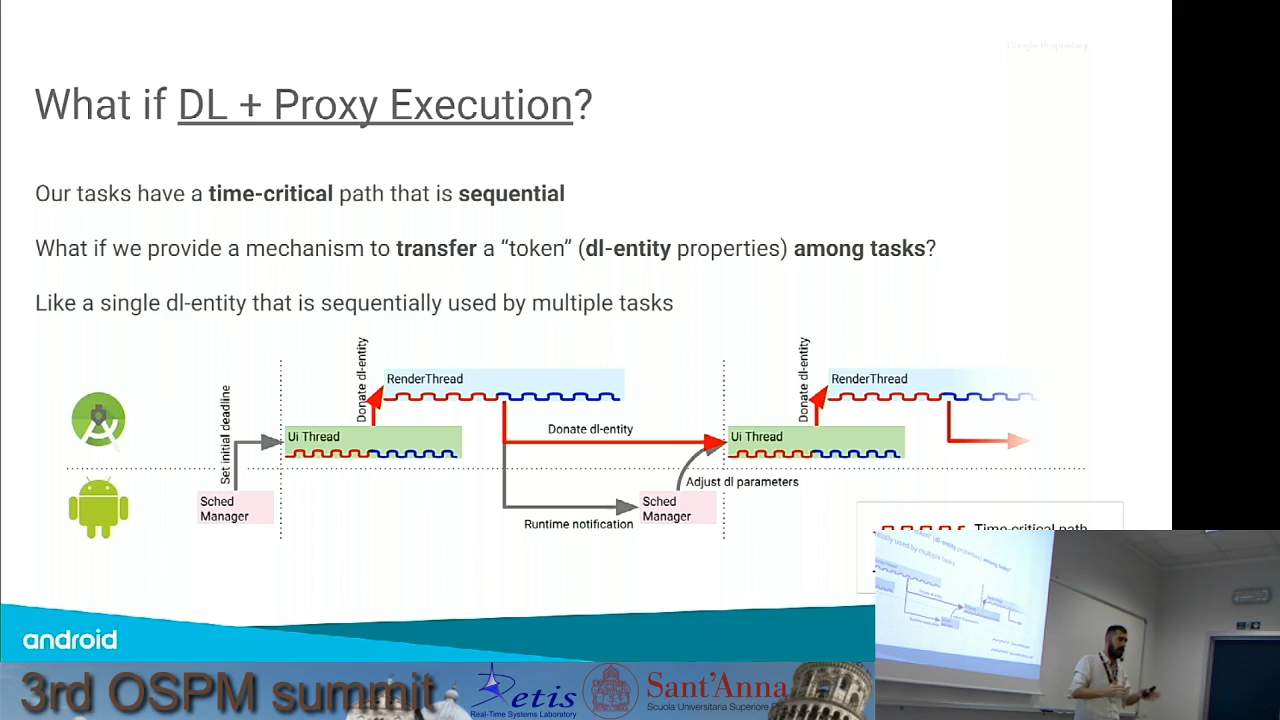 Google Proprietary
What if DL + Proxy Execution?
Our tasks have a time-critical path that is sequential
What if we provide a mechanism to transfer a “token” (dl-entity properties) among tasks?
Like a single dl-entity that is sequentially used by multiple tasks
Set initial deadline
Donate dl-entity
RenderThread
Donate dl-entity
RenderThread
Ui Thread
Donate dl-entity
Ui Thread
Sched
Manager
Runtime notification
Sched
Manager
Adjust dl parameters
Time-critical path
android
3rd OSPM summit
Retis
Real-Time Systems Laboratory
Sant'Anna
Scuola Universitaria Superiore